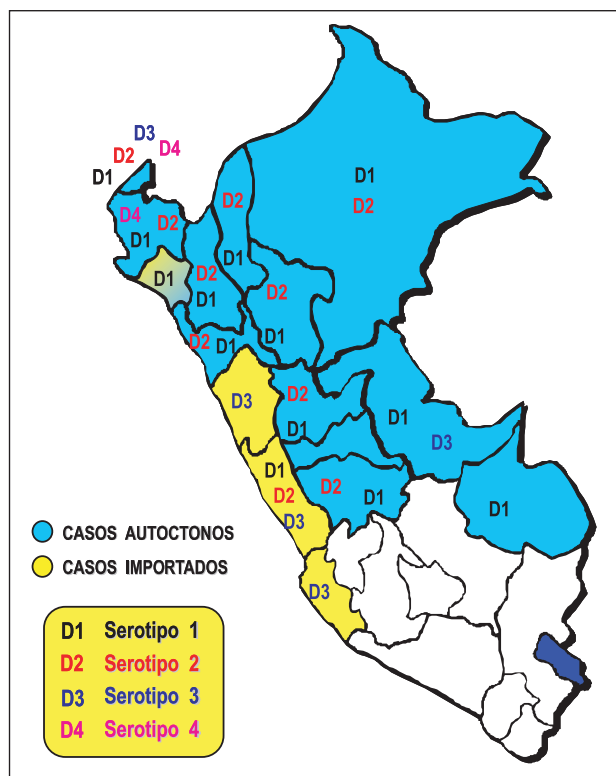 D3
D2 D4
D1
D1
D2
D2
D4 D2
D1
D1
D2
D1
D1
D2
D1
D2 D1
D3
D2
D1
D1
D3
D1
D2
D3
D2
D1
D1
D3
CASOS AUTOCTONOS
CASOS IMPORTADOS
D1 Serotipo 1
D2 Serotipo 2
D3 Serotipo 3
D4 Serotipo 4